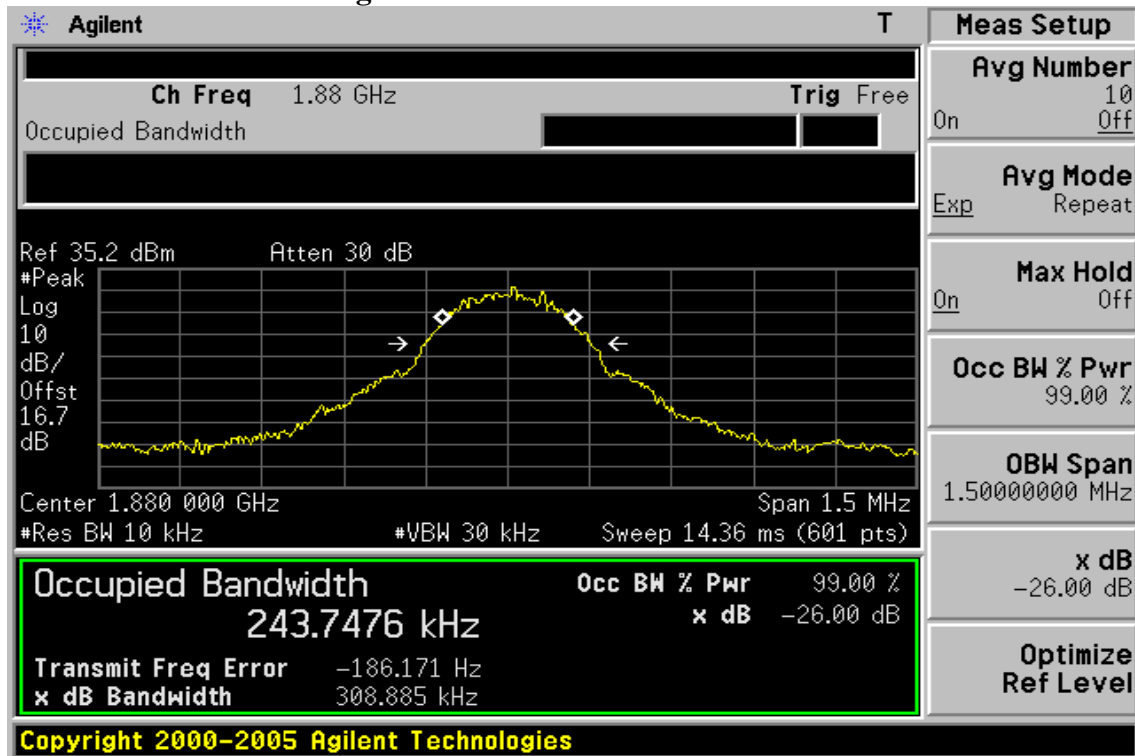 Agilent T
Ch Freq 1.88 GHz Trig Free
Occupied Bandwidth
Ref 35.2 dBm Atten 30 dB
#Peak
Log
10
dB/
Offst
16.7
dB
Center 1.880 000 GHz Span 1.5 MHz
#Res BW 10 kHz #VBW 30 kHz Sweep 14.36 ms (601 pts)
Occupied Bandwidth
243.7476 kHz
Occ BW % Pwr 99.00 %
x dB -26.00 dB
Transmit Freq Error -186.171 Hz
x dB Bandwidth 308.885 kHz
Copyright 2000-2005 Agilent Technologies
Meas Setup
Avg Number
10
On Off
Avg Mode
Exp Repeat
Max Hold
On Off
Occ BW % Pwr
99.00 %
OBW Span
1.50000000 MHz
x dB
-26.00 dB
Optimize
Ref Level